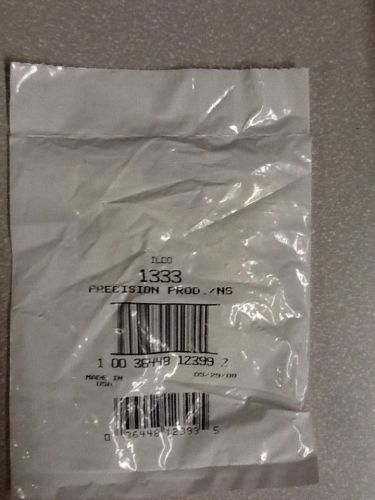 ILCO
1333
PRECISION PROD./NS
1 00 36448 12399 2
MADE IN 05/29/08
USA
0 36448 12399 5